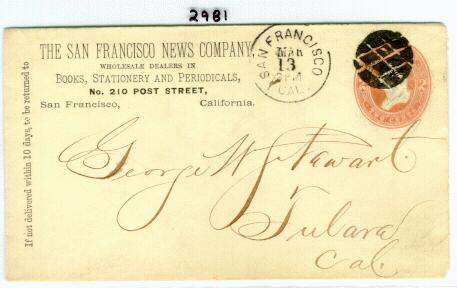 2981
THE SAN FRANCISCO NEWS COMPANY,
WHOLESALE DEALERS IN
BOOKS, STATIONERY AND PERIODICALS,
No. 210 POST STREET,
San Francisco, California.
If not delivered within 10 days, to be returned to
SAN FRANCISCO
MAR
13
CAL.
TWO CENTS
George W. Stewart.
Tulare
Cal.